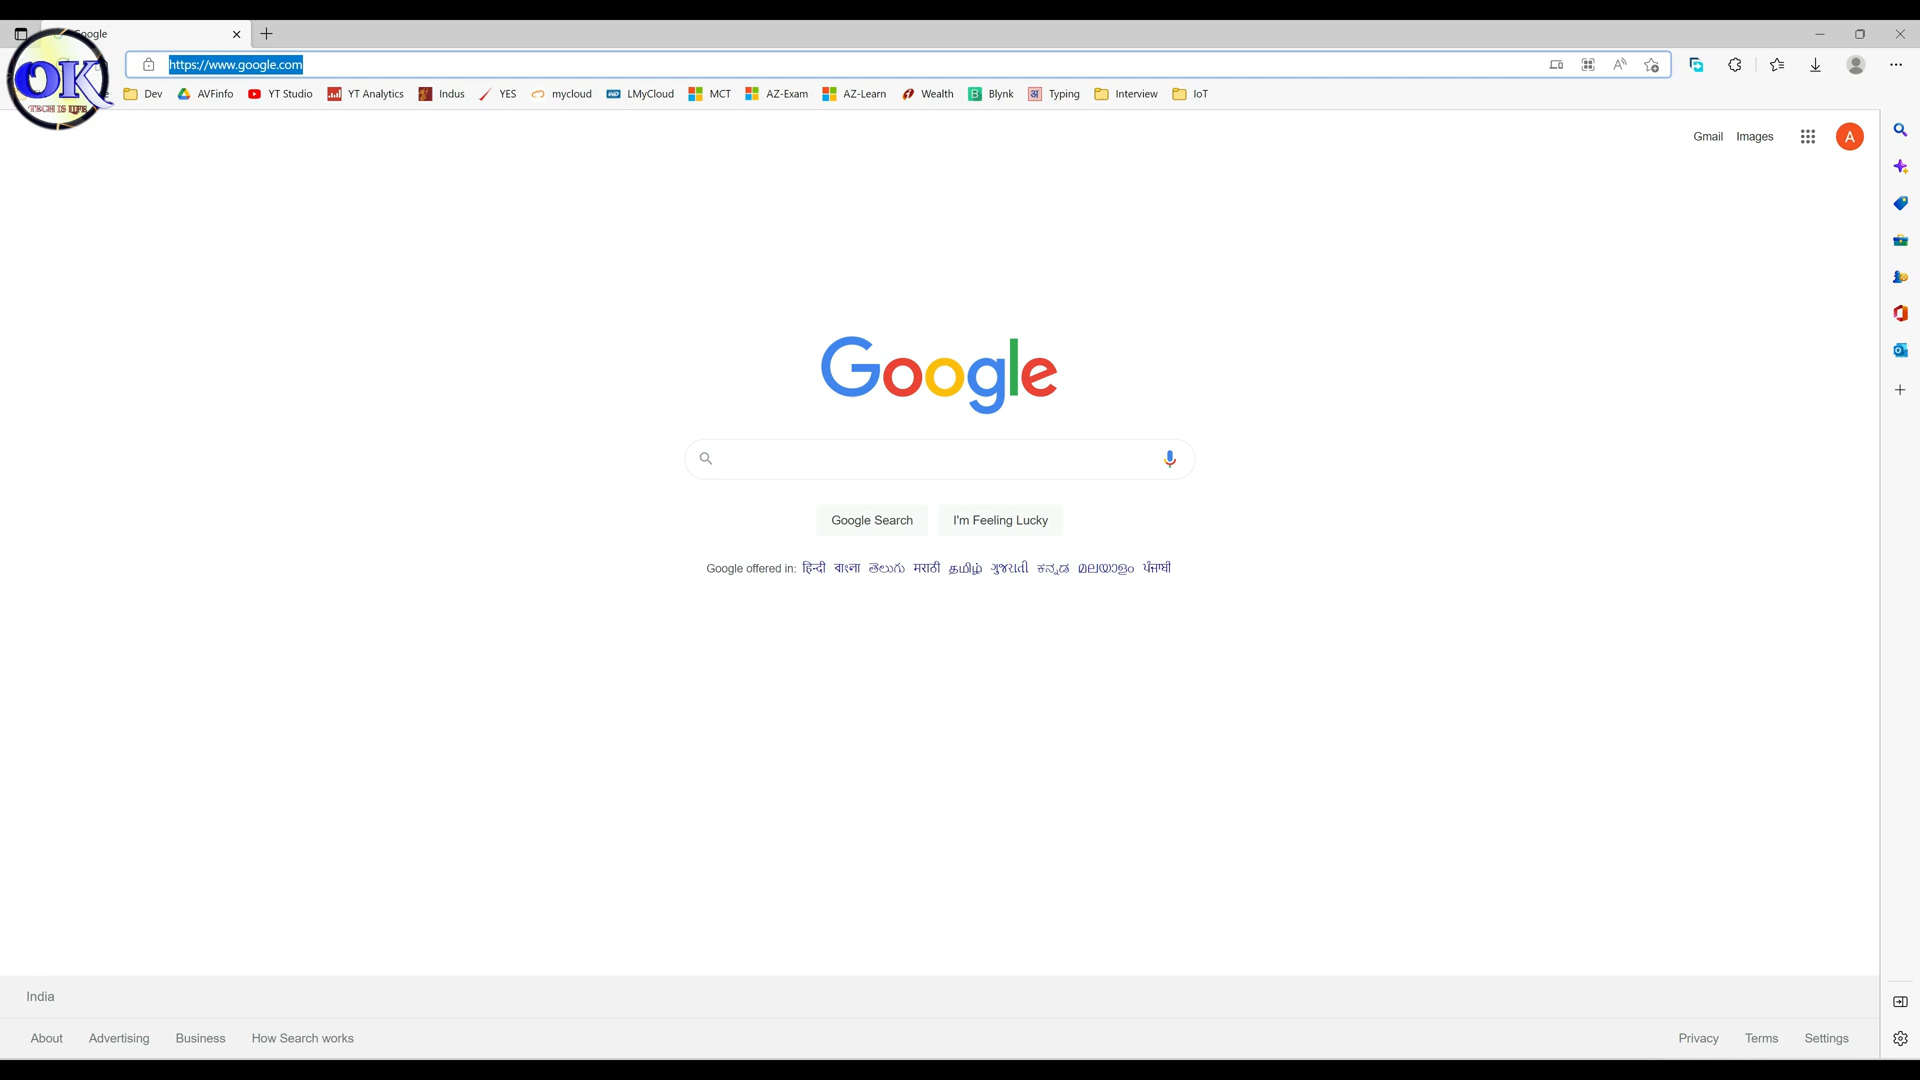 Google
https://www.google.com
OK
TECH IS LIFE
Dev AVFinfo YT Studio YT Analytics Indus YES mycloud LMyCloud MCT AZ-Exam AZ-Learn Wealth Blynk Typing Interview IoT
Gmail Images A
Google
Google Search I'm Feeling Lucky
Google offered in: हिन्दी বাংলা తెలుగు मराठी தமிழ் ગુજરાતી ಕನ್ನಡ മലയാളം ਪੰਜਾਬੀ
India
About Advertising Business How Search works Privacy Terms Settings